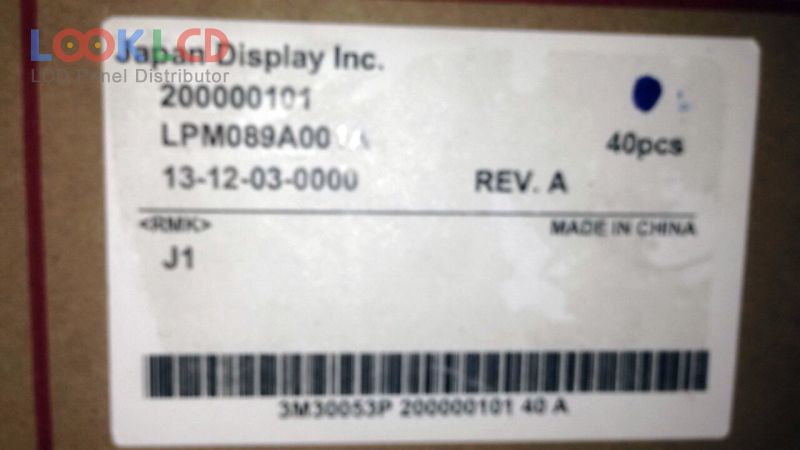 LOOKLCD
LCD Panel Distributor
Japan Display Inc.
200000101
LPM089A00
40pcs
13-12-03-0000 REV. A
<RMK> MADE IN CHINA
J1
3M30053P 200000101 40 A